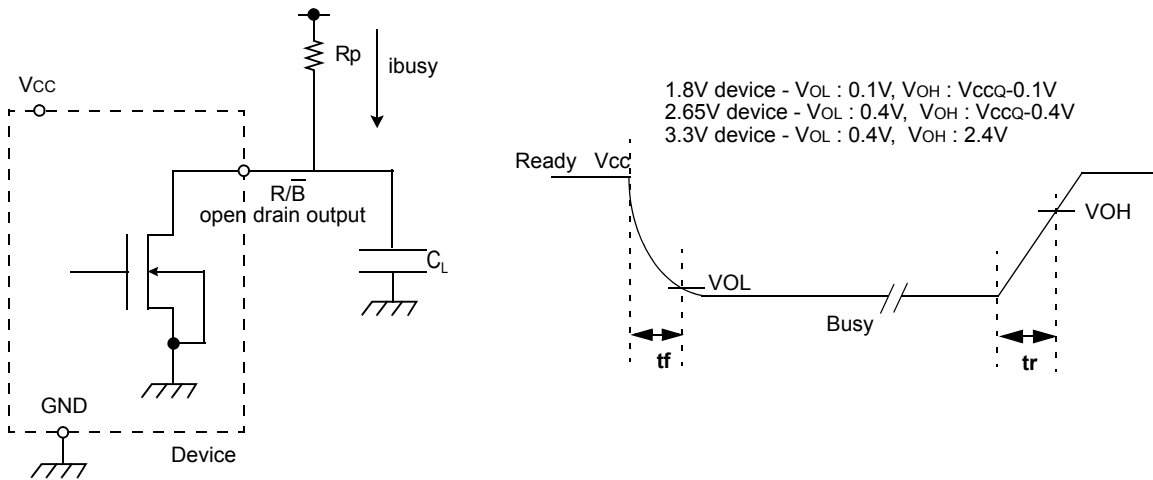 Rp
ibusy
VCC
R/B̅
open drain output
CL
GND
Device
1.8V device - VOL : 0.1V, VOH : VCCQ-0.1V
2.65V device - VOL : 0.4V, VOH : VCCQ-0.4V
3.3V device - VOL : 0.4V, VOH : 2.4V
Ready Vcc
VOH
VOL
Busy
tf
tr